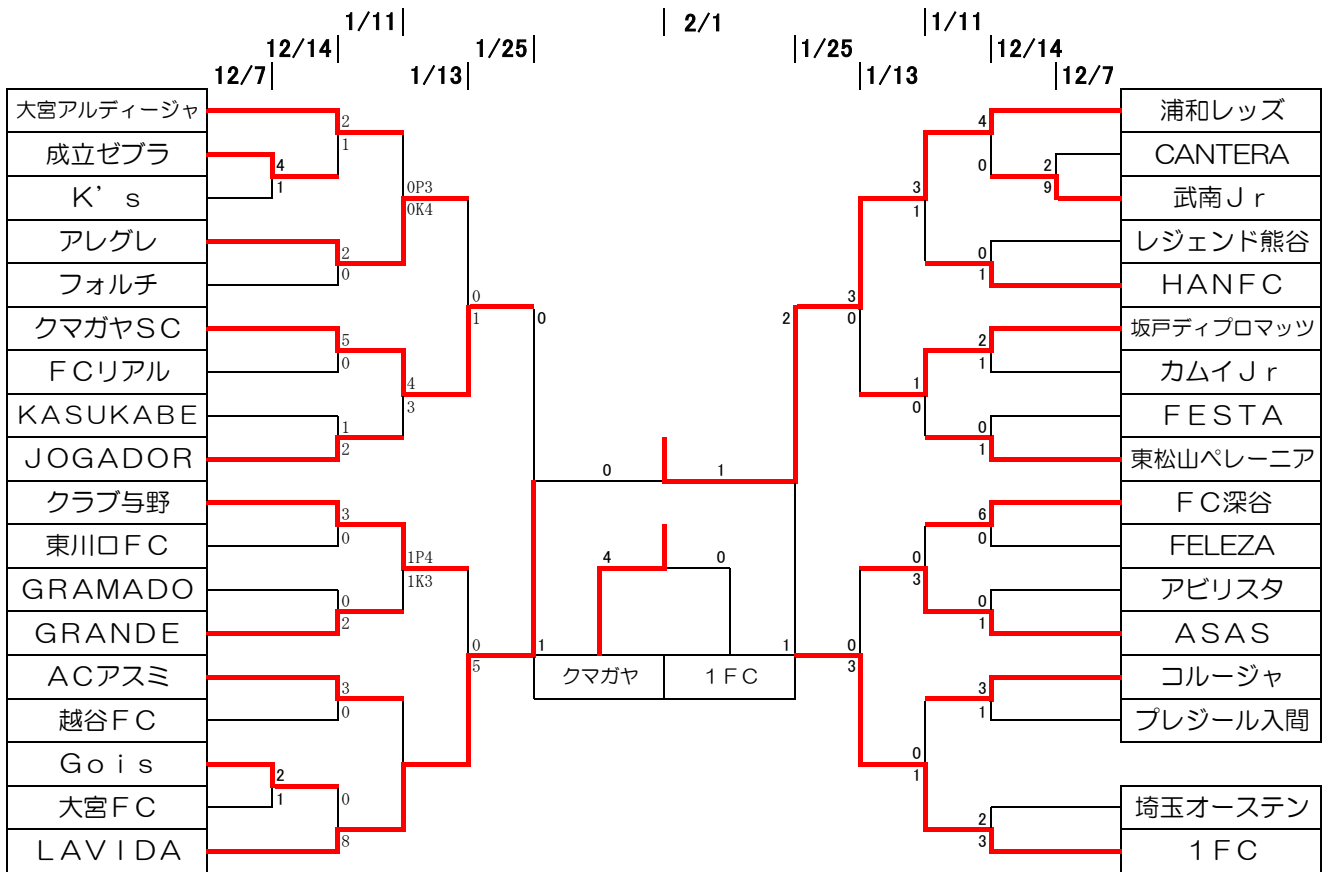 1/11 2/1 1/11
12/14 1/25 1/25 12/14
12/7 1/13 1/13 12/7
大宮アルディージャ 2 4 浦和レッズ
成立ゼブラ 4 1 0 2 CANTERA
K's 1 0P3 3 9 武南Jr
0K4 1
アレグレ 2 0 レジェンド熊谷
フォルチ 0 1 HANFC
0 3
クマガヤSC 5 1 0 2 0 2 坂戸ディプロマッツ
FCリアル 0 1 カムイJr
4 1
KASUKABE 1 3 0 0 FESTA
JOGADOR 2 0 1 1 東松山ペレーニア
クラブ与野 3 6 FC深谷
東川口FC 0 0 FELEZA
1P4 4 0 0
GRAMADO 0 1K3 3 0 アビリスタ
GRANDE 2 1 ASAS
0 1 1 0
ACアスミ 3 5 クマガヤ 1FC 3 3 コルージャ
越谷FC 0 1 プレジール入間
Gois 2 0
大宮FC 1 0 1 2 埼玉オーステン
LAVIDA 8 3 1FC